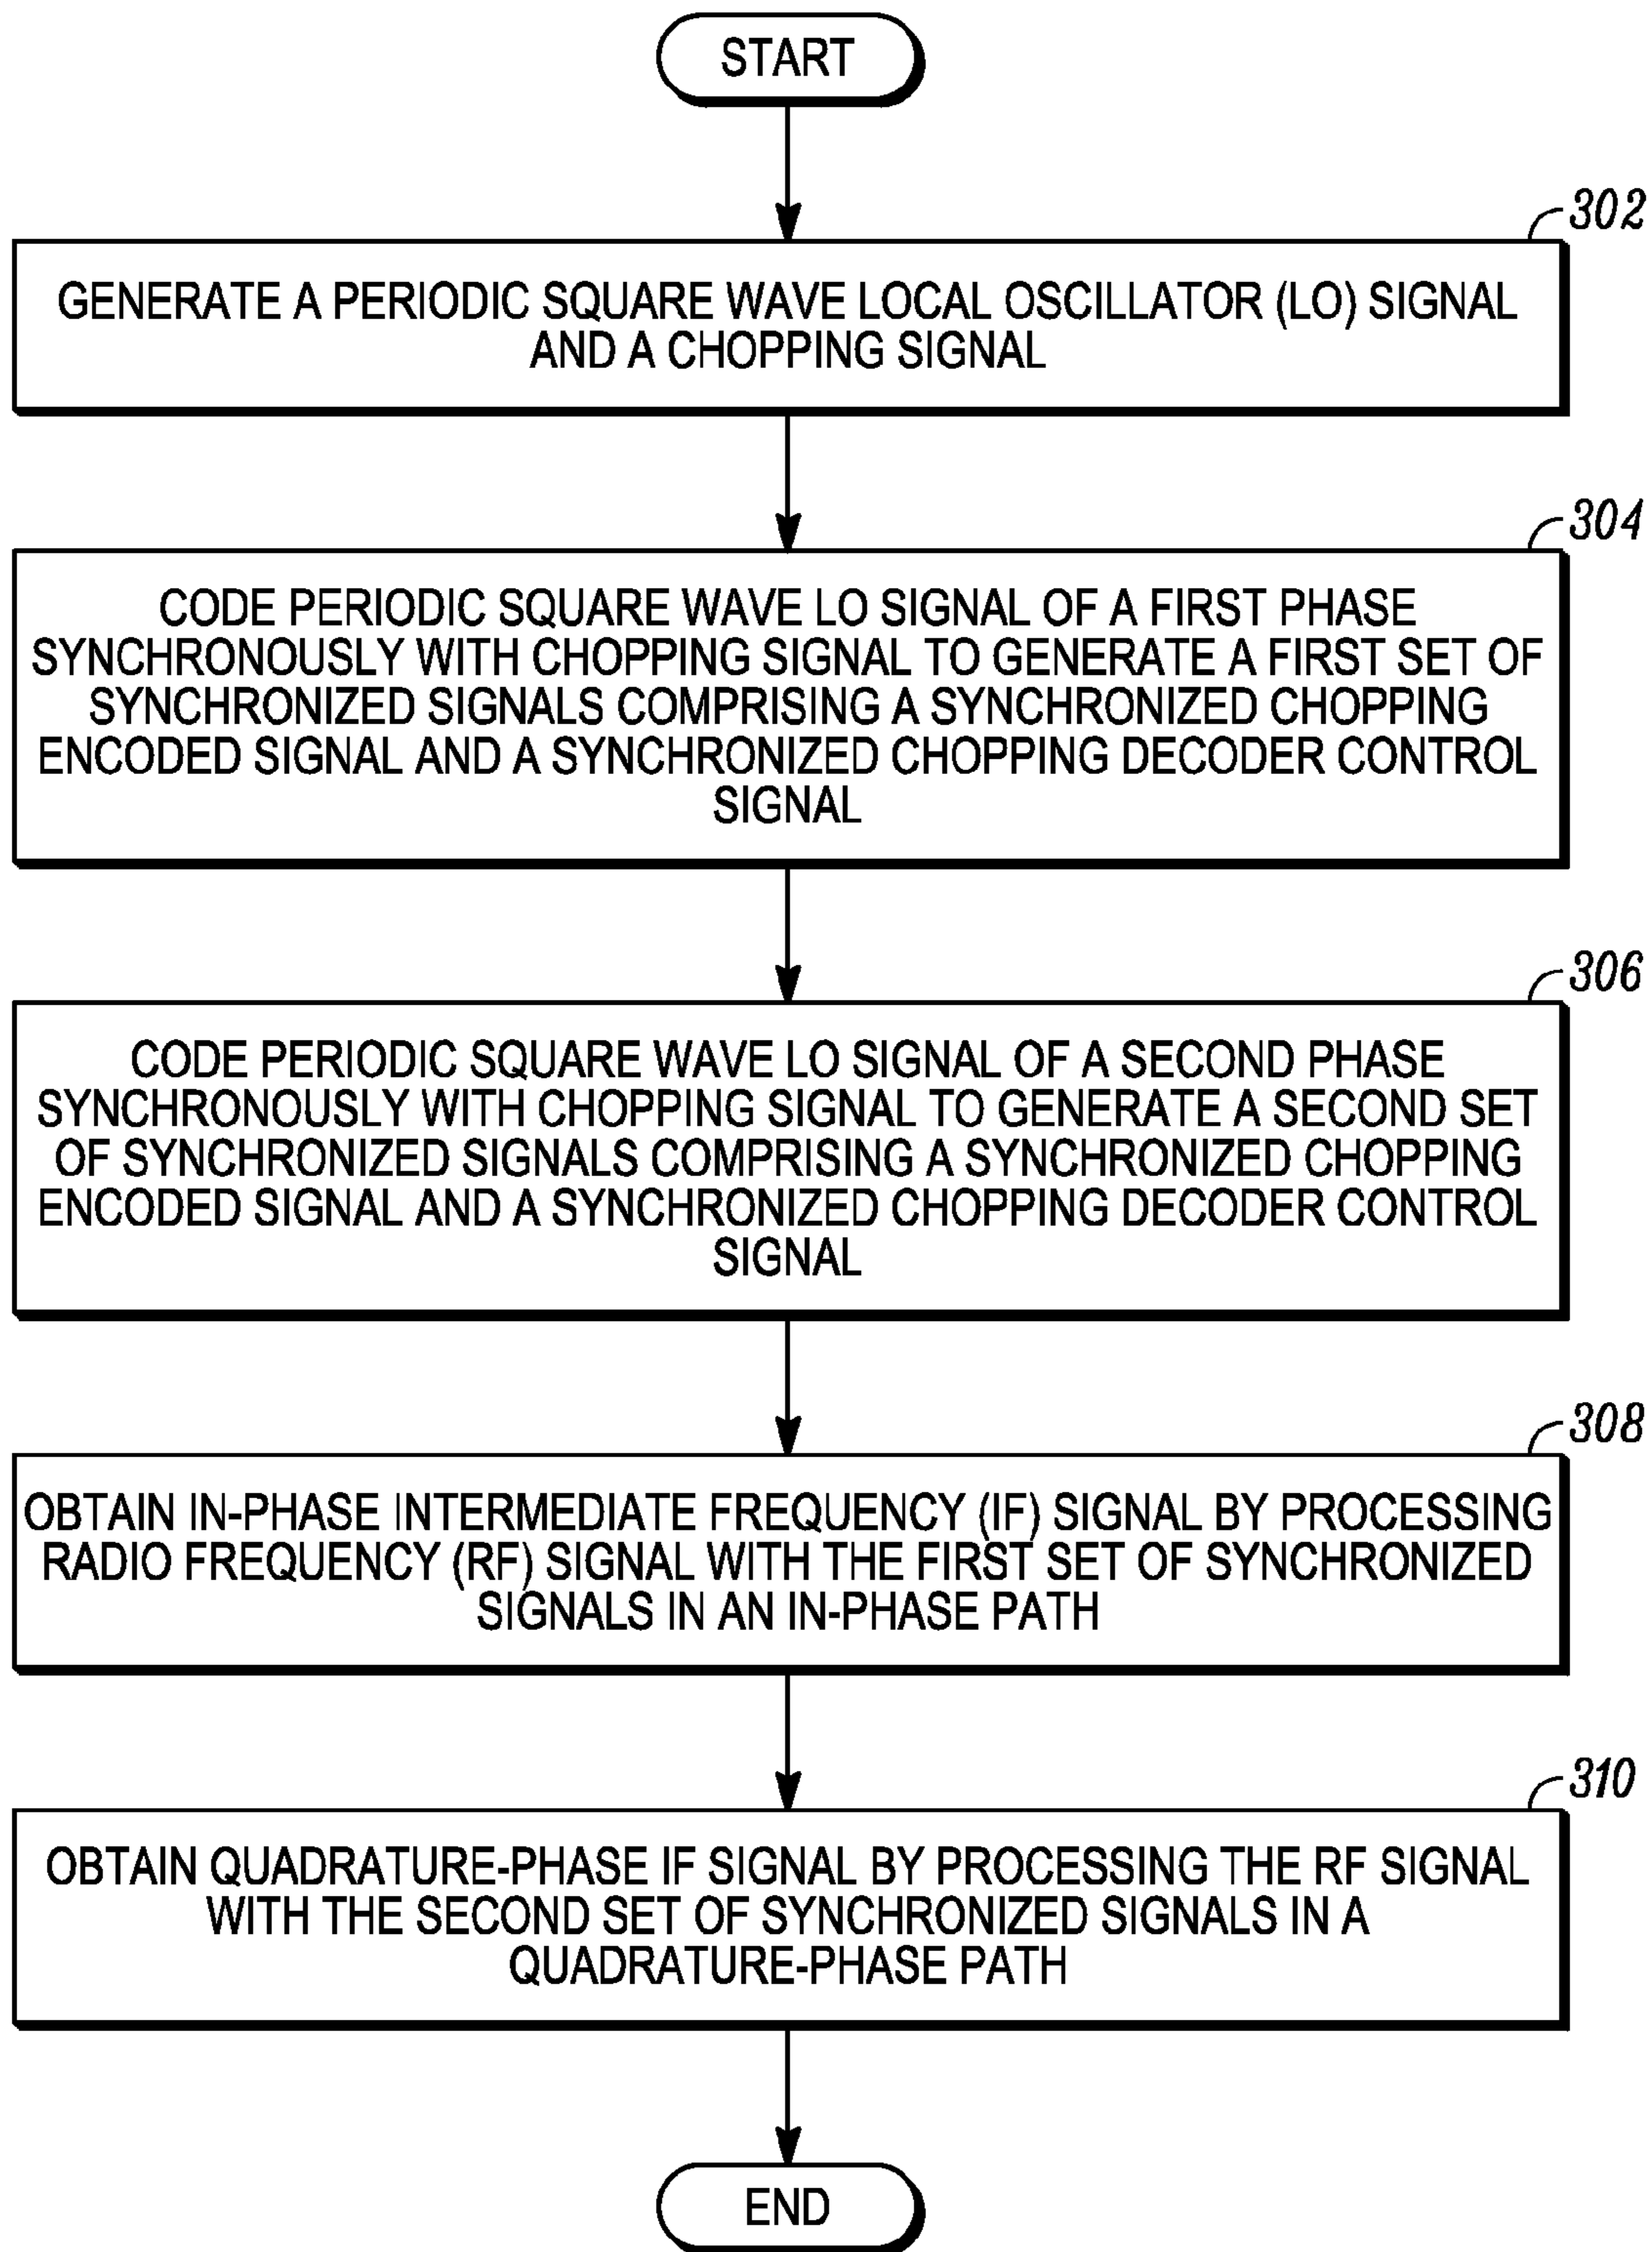 START
302
GENERATE A PERIODIC SQUARE WAVE LOCAL OSCILLATOR (LO) SIGNAL
AND A CHOPPING SIGNAL
304
CODE PERIODIC SQUARE WAVE LO SIGNAL OF A FIRST PHASE
SYNCHRONOUSLY WITH CHOPPING SIGNAL TO GENERATE A FIRST SET OF
SYNCHRONIZED SIGNALS COMPRISING A SYNCHRONIZED CHOPPING
ENCODED SIGNAL AND A SYNCHRONIZED CHOPPING DECODER CONTROL
SIGNAL
306
CODE PERIODIC SQUARE WAVE LO SIGNAL OF A SECOND PHASE
SYNCHRONOUSLY WITH CHOPPING SIGNAL TO GENERATE A SECOND SET
OF SYNCHRONIZED SIGNALS COMPRISING A SYNCHRONIZED CHOPPING
ENCODED SIGNAL AND A SYNCHRONIZED CHOPPING DECODER CONTROL
SIGNAL
308
OBTAIN IN-PHASE INTERMEDIATE FREQUENCY (IF) SIGNAL BY PROCESSING
RADIO FREQUENCY (RF) SIGNAL WITH THE FIRST SET OF SYNCHRONIZED
SIGNALS IN AN IN-PHASE PATH
310
OBTAIN QUADRATURE-PHASE IF SIGNAL BY PROCESSING THE RF SIGNAL
WITH THE SECOND SET OF SYNCHRONIZED SIGNALS IN A
QUADRATURE-PHASE PATH
END